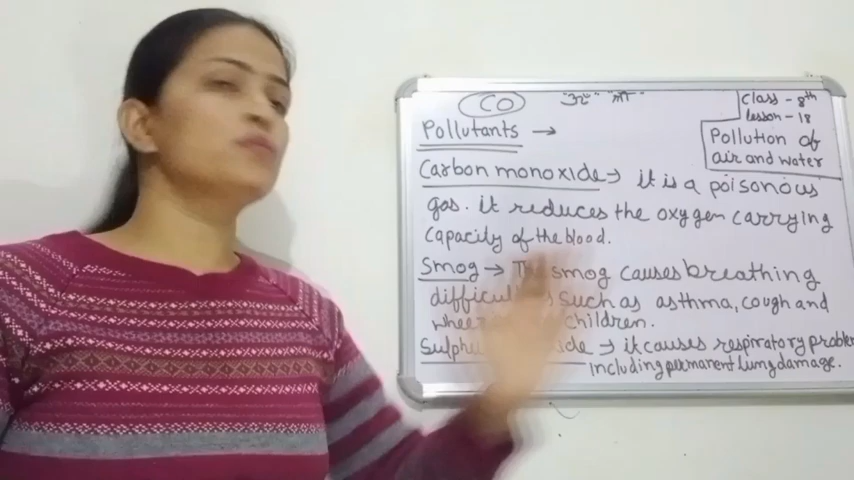 CO
Class - 8th
lesson - 18
Pollution of
air and water
Pollutants →
Carbon monoxide → it is a poisonous
gas. it reduces the oxygen carrying
capacity of the blood.
Smog → The smog causes breathing
such as asthma, cough and
children.
→ it causes respiratory problem
including permanent lung damage.